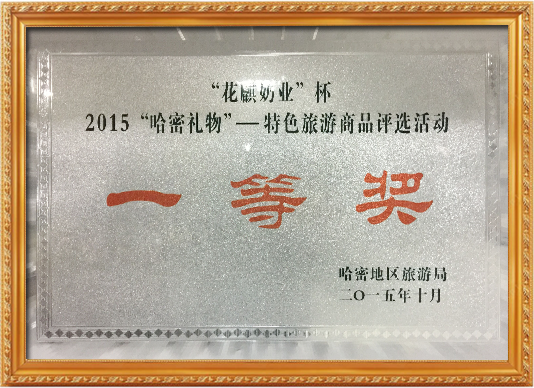 “花麒奶业”杯
2015“哈密礼物”—特色旅游商品评选活动
一等奖
哈密地区旅游局
二〇一五年十月